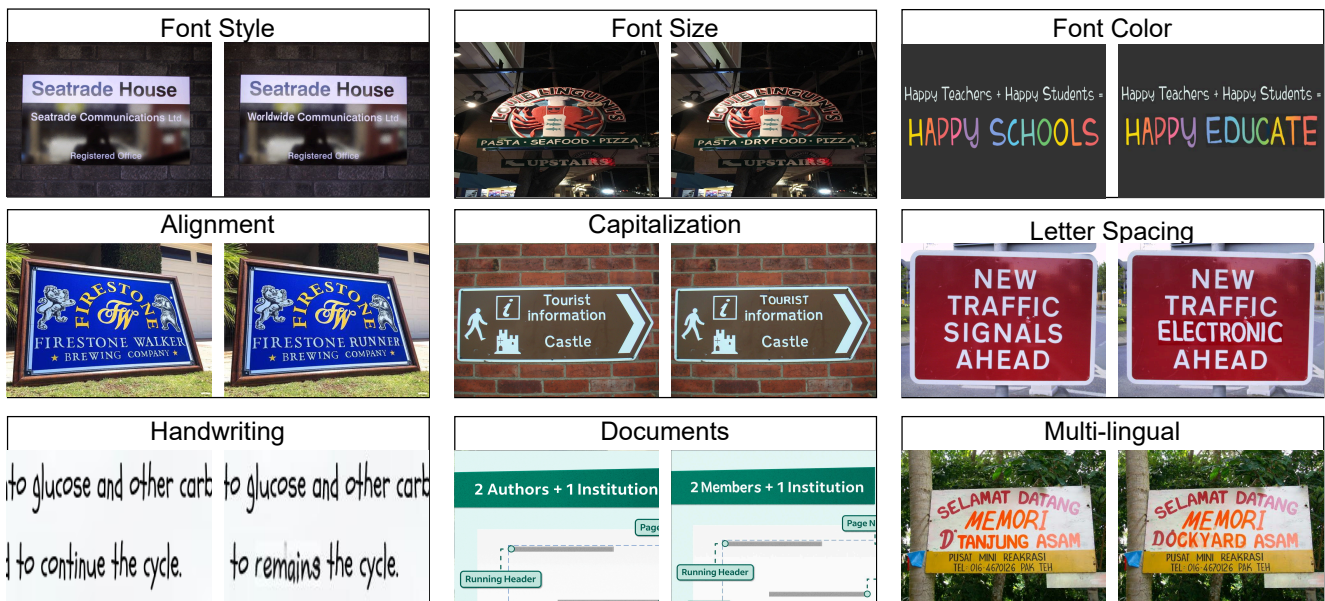 Font Style
Seatrade House
Seatrade Communications Ltd
Registered Office
Seatrade House
Worldwide Communications Ltd
Registered Office
Font Size
LINGUINI
PASTA · SEAFOOD · PIZZA
UPSTAIRS
LINGUINI
PASTA · DRYFOOD · PIZZA
UPSTAIRS
Font Color
Happy Teachers + Happy Students =
HAPPY SCHOOLS
Happy Teachers + Happy Students =
HAPPY EDUCATE
Alignment
FIRESTONE
FW
FIRESTONE WALKER
★ BREWING COMPANY ★
FIRESTONE
FW
FIRESTONE RUNNER
★ BREWING COMPANY ★
Capitalization
i
Tourist
information
Castle
i
TOURIST
information
Castle
Letter Spacing
NEW
TRAFFIC
SIGNALS
AHEAD
NEW
TRAFFIC
ELECTRONIC
AHEAD
Handwriting
to glucose and other carb
d to continue the cycle.
to glucose and other carb
to remains the cycle.
Documents
2 Authors + 1 Institution
Page
Running Header
2 Members + 1 Institution
Page N
Running Header
Multi-lingual
SELAMAT DATANG
MEMORI
D'TANJUNG ASAM
PUSAT MINI REAKRASI
TEL: 016-4670126 PAK TEH
SELAMAT DATANG
MEMORI
DOCKYARD ASAM
PUSAT MINI REAKRASI
TEL: 016-4670126 PAK TEH